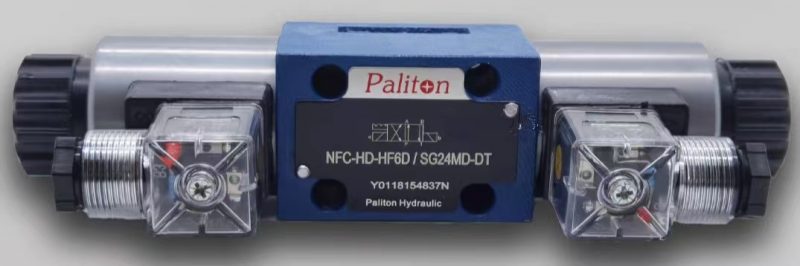 Paliton
NFC-HD-HF6D / SG24MD-DT
Y0118154837N
Paliton Hydraulic